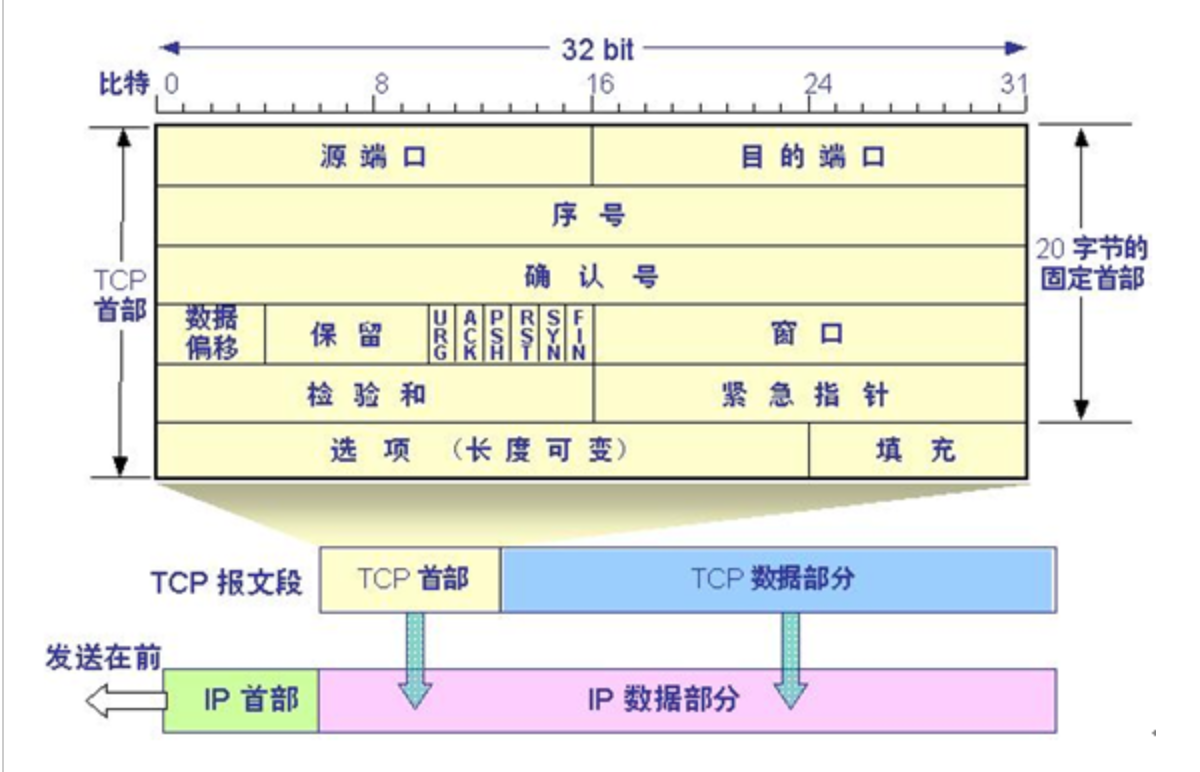 32 bit
比特 0 8 16 24 31
源端口 目的端口
序号
确认号
TCP
首部
20 字节的
固定首部
数据
偏移
保留
URG
ACK
PSH
RST
SYN
FIN
窗口
检验和 紧急指针
选项（长度可变） 填充
TCP 报文段 TCP 首部 TCP 数据部分
发送在前
IP 首部 IP 数据部分